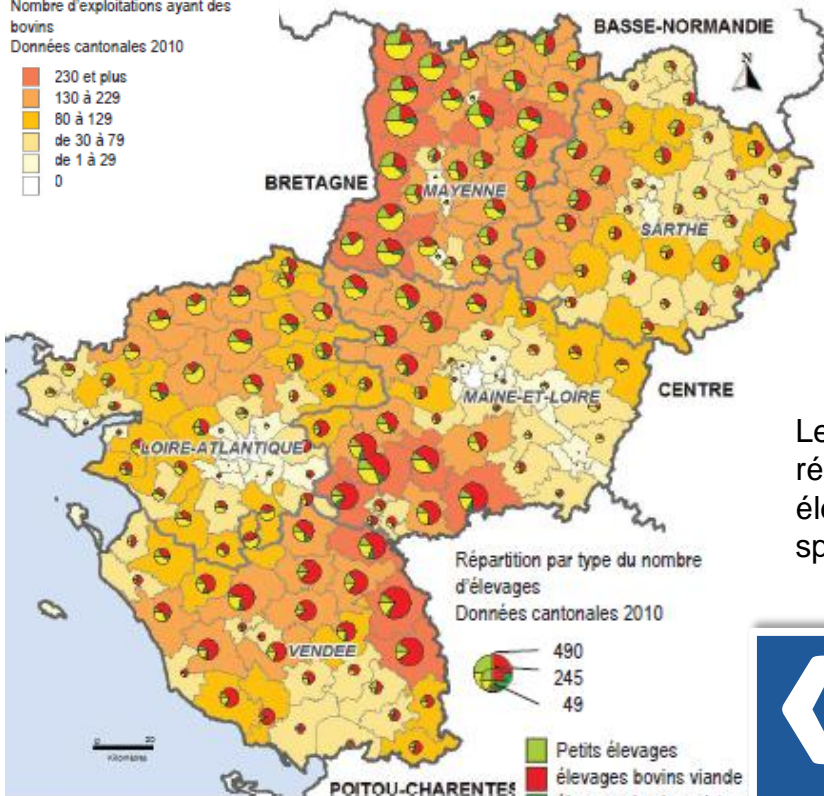 Nombre d'exploitations ayant des
bovins
Données cantonales 2010
230 et plus
130 à 229
80 à 129
de 30 à 79
de 1 à 29
0
BASSE-NORMANDIE
N
BRETAGNE
MAYENNE
SARTHE
CENTRE
MAINE-ET-LOIRE
LOIRE-ATLANTIQUE
VENDEE
POITOU-CHARENTES
0 20
kilomètres
Répartition par type du nombre
d'élevages
Données cantonales 2010
490
245
49
Petits élevages
élevages bovins viande
Le
ré
éle
sp